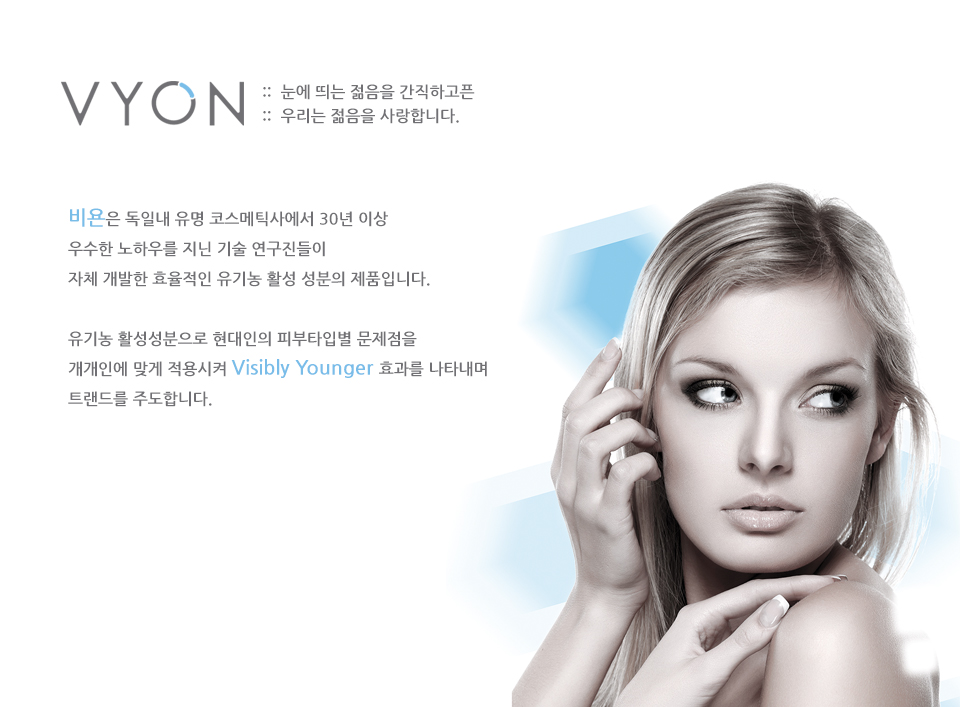 VYON
:: 눈에 띄는 젊음을 간직하고픈
:: 우리는 젊음을 사랑합니다.
비욘은 독일내 유명 코스메틱사에서 30년 이상
우수한 노하우를 지닌 기술 연구진들이
자체 개발한 효율적인 유기농 활성 성분의 제품입니다.
유기농 활성성분으로 현대인의 피부타입별 문제점을
개개인에 맞게 적용시켜 Visibly Younger 효과를 나타내며
트랜드를 주도합니다.